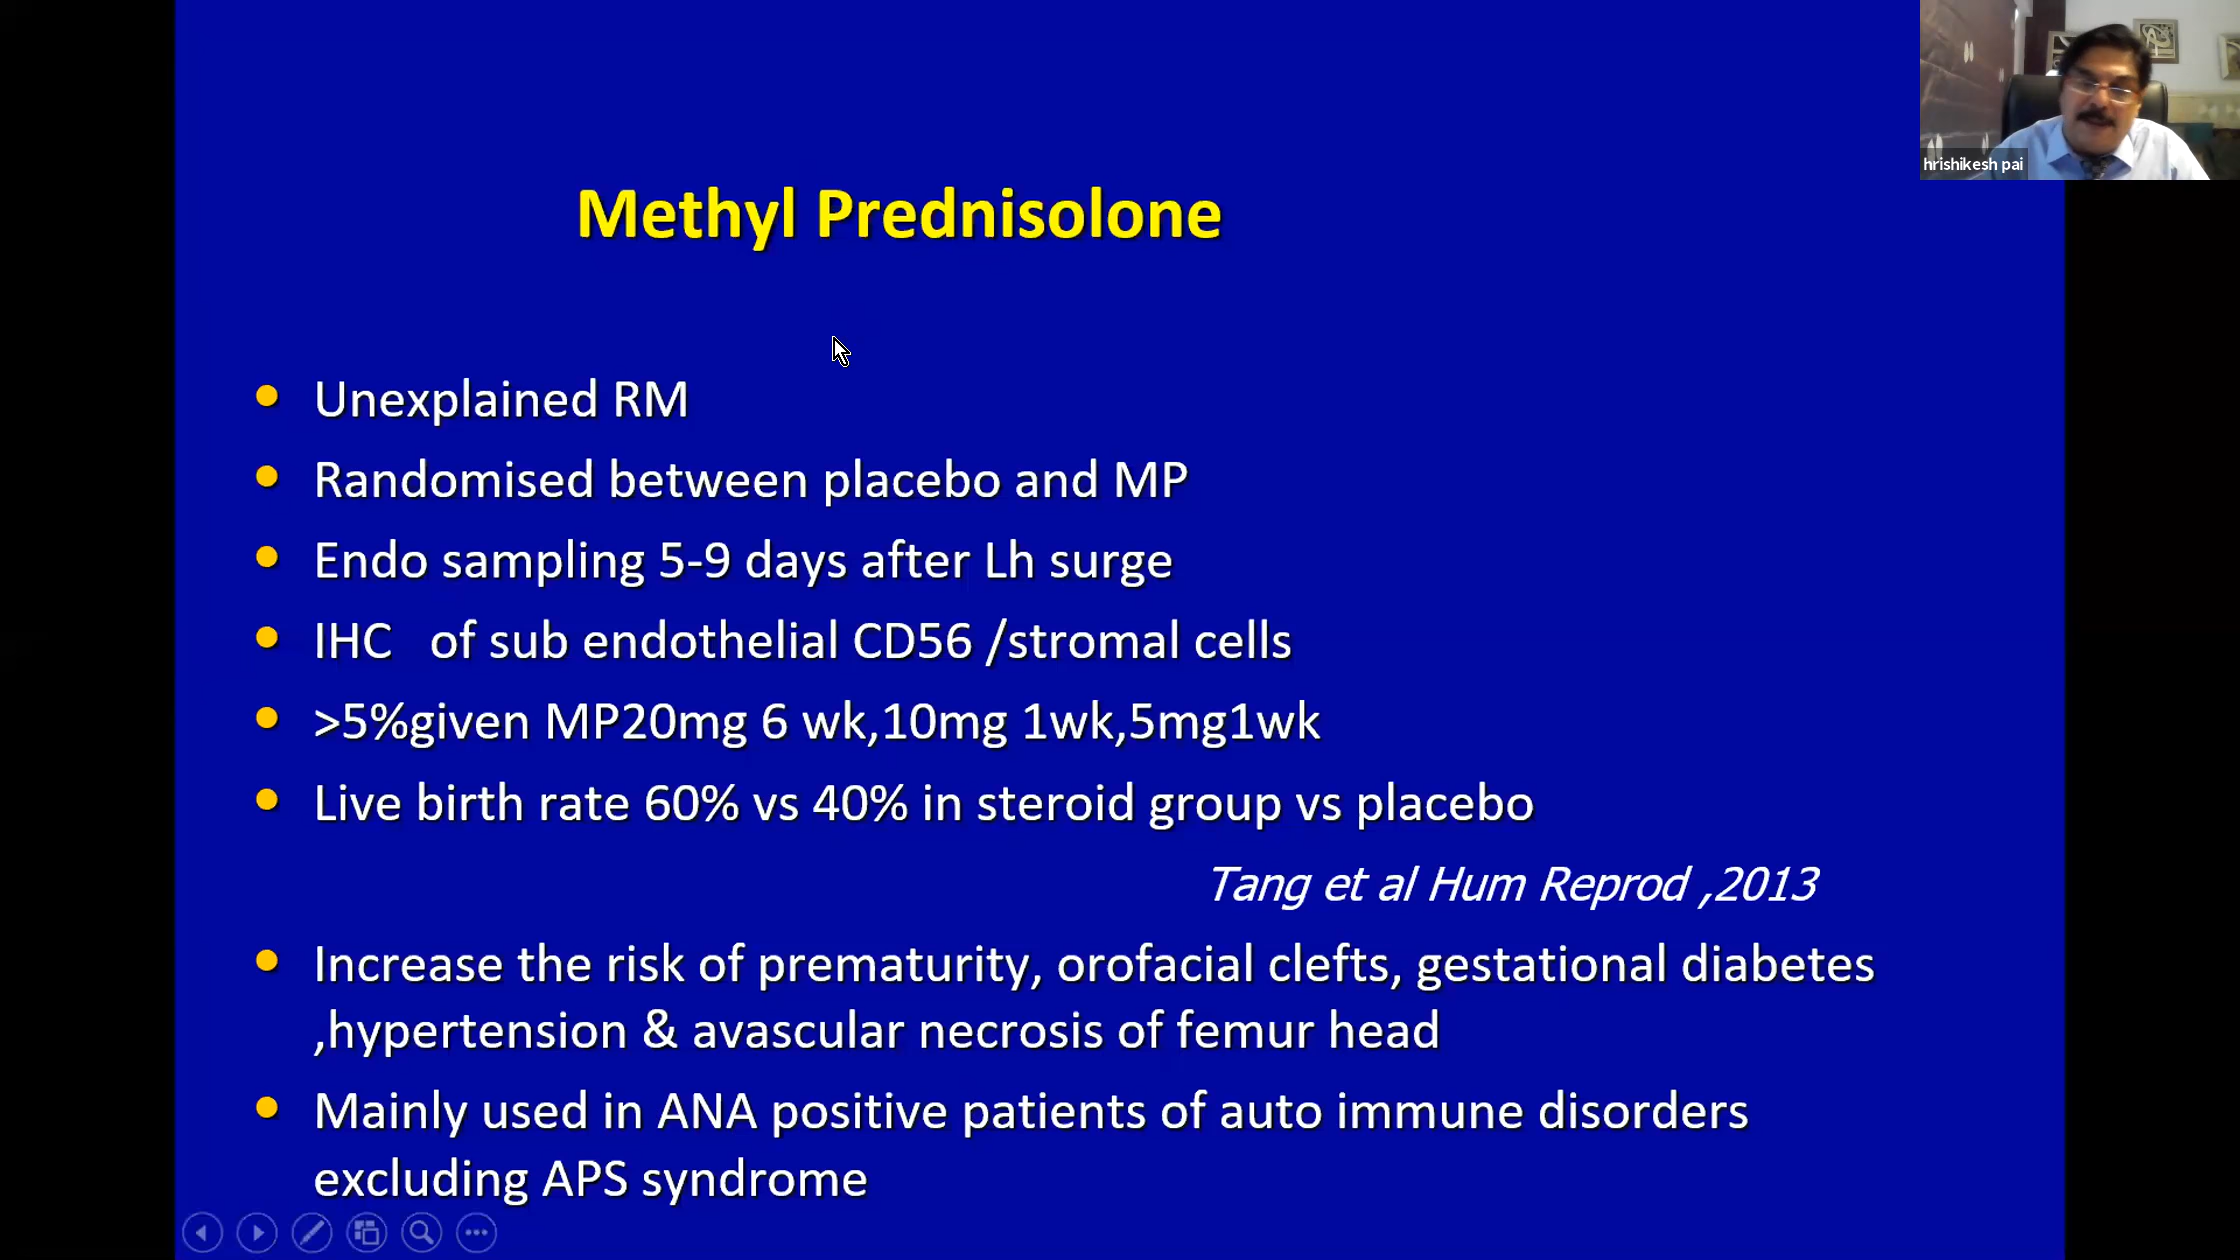 hrishikesh pai
Methyl Prednisolone
Unexplained RM
Randomised between placebo and MP
Endo sampling 5-9 days after Lh surge
IHC of sub endothelial CD56 /stromal cells
>5%given MP20mg 6 wk,10mg 1wk,5mg1wk
Live birth rate 60% vs 40% in steroid group vs placebo
Tang et al Hum Reprod ,2013
Increase the risk of prematurity, orofacial clefts, gestational diabetes
,hypertension & avascular necrosis of femur head
Mainly used in ANA positive patients of auto immune disorders
excluding APS syndrome